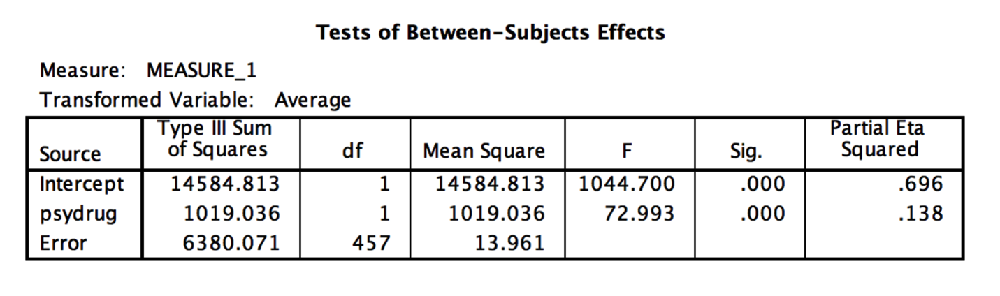 Tests of Between-Subjects Effects
Measure: MEASURE_1
Transformed Variable: Average
Source Type III Sum of Squares df Mean Square F Sig. Partial Eta Squared
Intercept 14584.813 1 14584.813 1044.700 .000 .696
psydrug 1019.036 1 1019.036 72.993 .000 .138
Error 6380.071 457 13.961